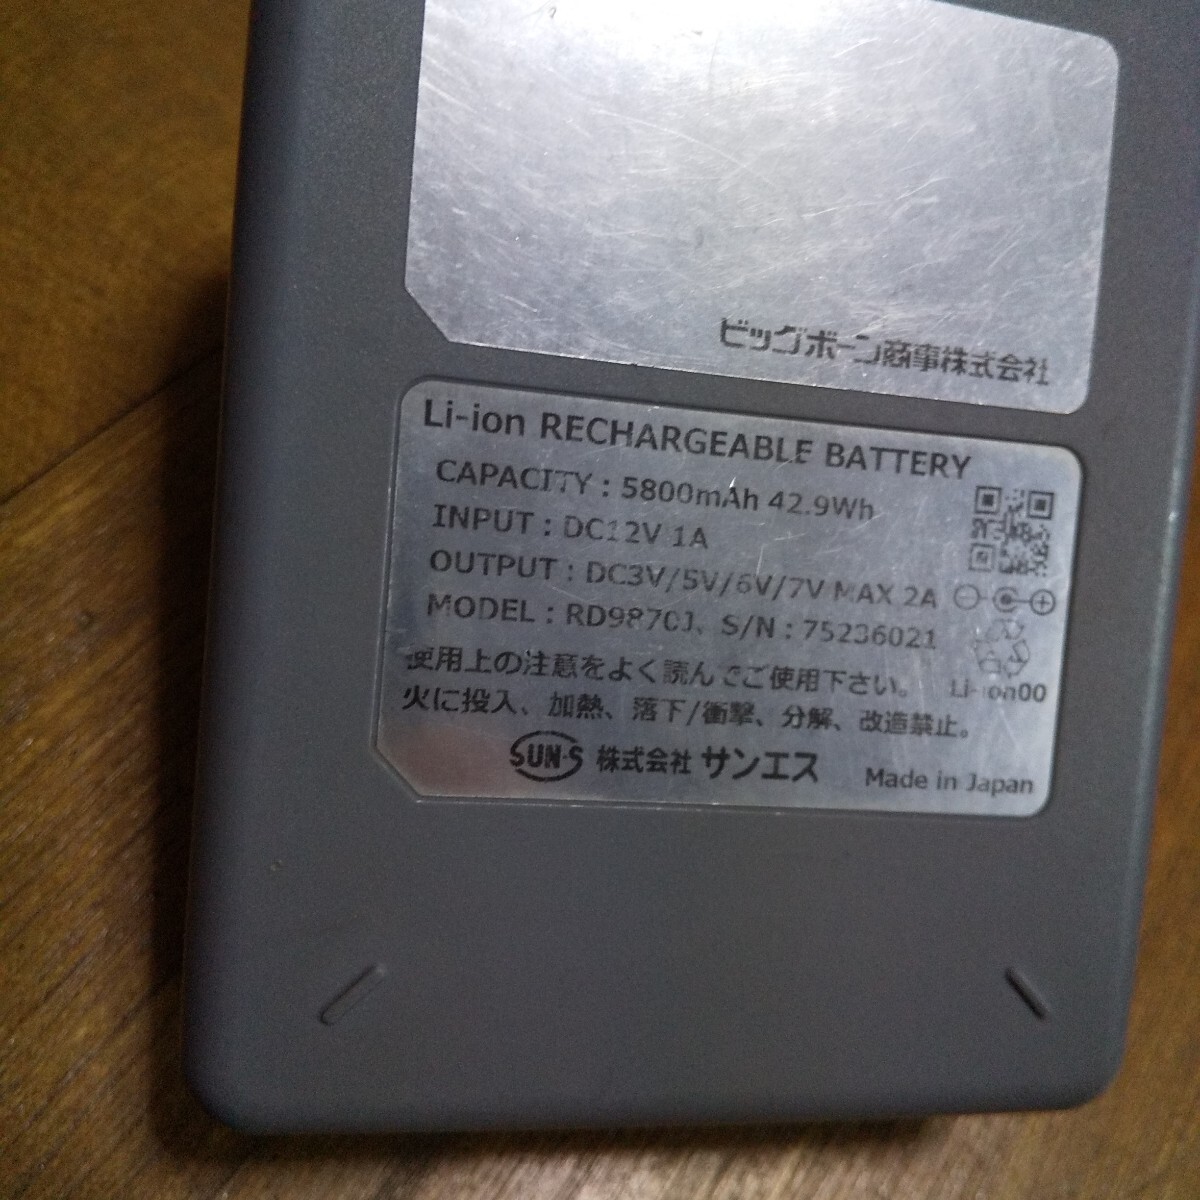 ビッグボーン商事株式会社
Li-ion RECHARGEABLE BATTERY
CAPACITY : 5800mAh 42.9Wh
INPUT : DC12V 1A
OUTPUT : DC3V/5V/6V/7V MAX 2A
MODEL : RD9870J、S/N : 75236021
使用上の注意をよく読んでご使用下さい。
Li-ion00
火に投入、加熱、落下/衝撃、分解、改造禁止。
SUN-S 株式会社 サンエス
Made in Japan